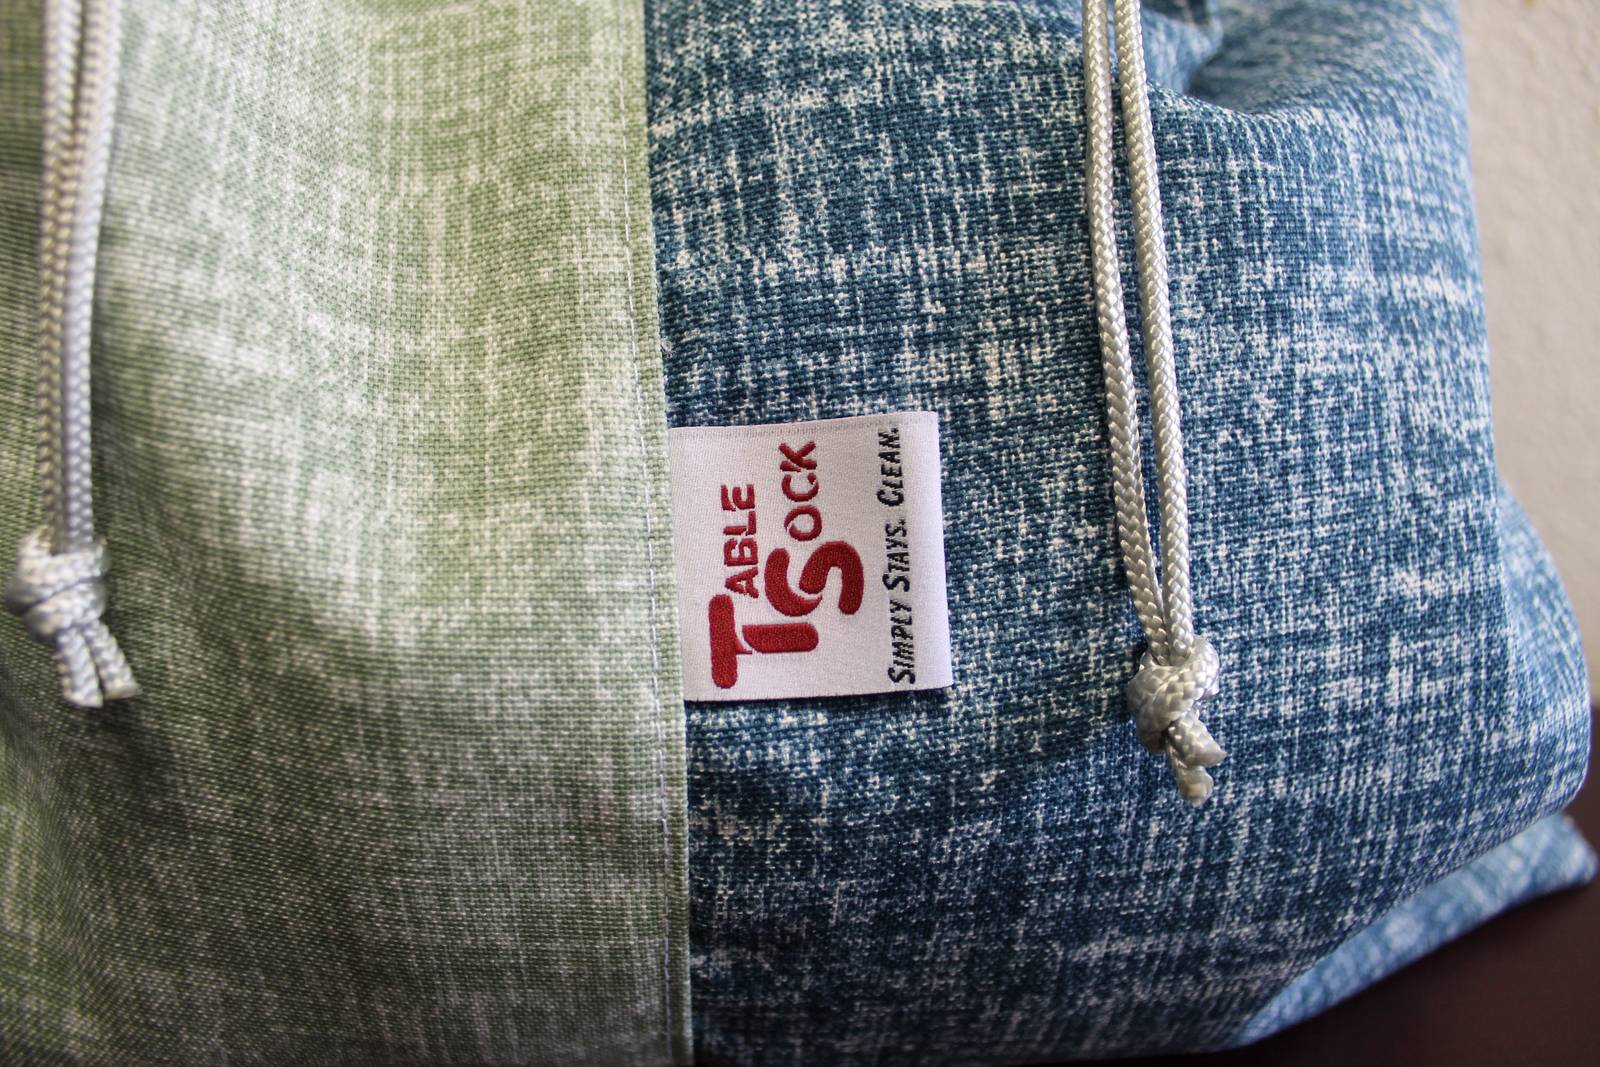 TABLE
SOCK
SIMPLY STAYS. CLEAN.